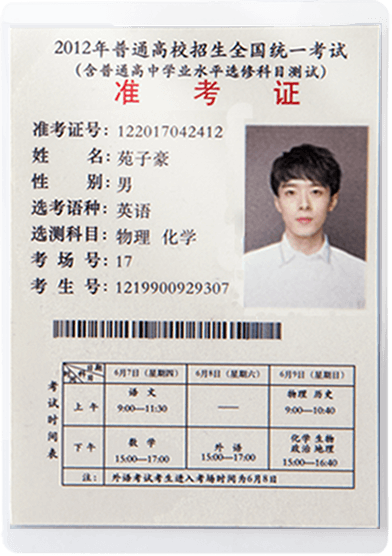 2012年普通高校招生全国统一考试
(含普通高中学业水平选修科目测试)
准 考 证
准考证号: 122017042412
姓 名: 苑子豪
性 别: 男
选考语种: 英语
选测科目: 物理 化学
考 场 号: 17
考 生 号: 1219900929307
考试时间表
科目 日期 时间 6月7日(星期四) 6月8日(星期六) 6月9日(星期日)
上 午 语 文 9:00—11:30 —— 物理 历史 9:00—10:40
下 午 数 学 15:00—17:00 外 语 15:00—17:00 化学 生物 政治 地理 15:00—16:40
注: 外语考试考生进入考场时间为6月8日